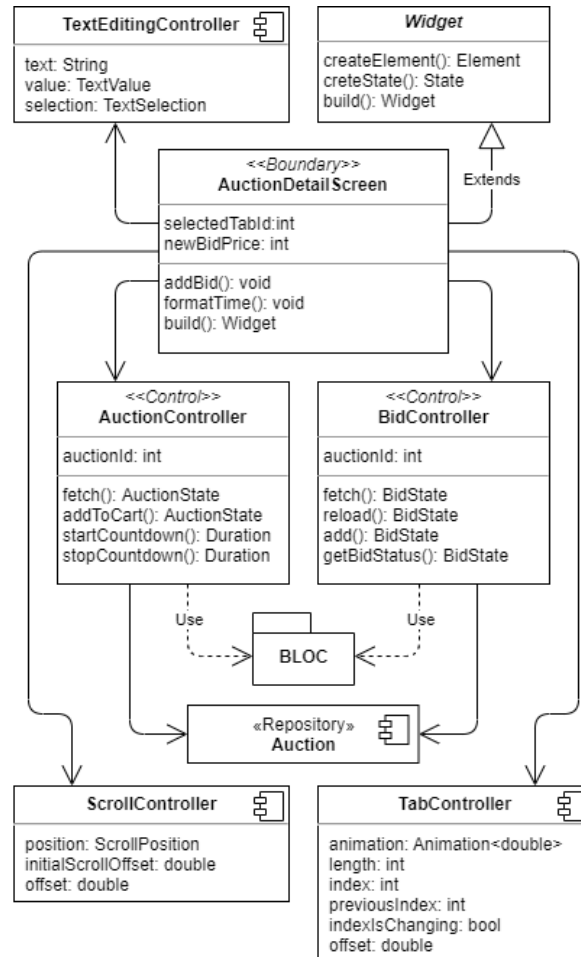 TextEditingController
text: String
value: TextValue
selection: TextSelection
Widget
createElement(): Element
creteState(): State
build(): Widget
Extends
<<Boundary>>
AuctionDetailScreen
selectedTabId:int
newBidPrice: int
addBid(): void
formatTime(): void
build(): Widget
<<Control>>
AuctionController
auctionId: int
fetch(): AuctionState
addToCart(): AuctionState
startCountdown(): Duration
stopCountdown(): Duration
<<Control>>
BidController
auctionId: int
fetch(): BidState
reload(): BidState
add(): BidState
getBidStatus(): BidState
Use
Use
BLOC
«Repository»
Auction
ScrollController
position: ScrollPosition
initialScrollOffset: double
offset: double
TabController
animation: Animation<double>
length: int
index: int
previousIndex: int
indexIsChanging: bool
offset: double